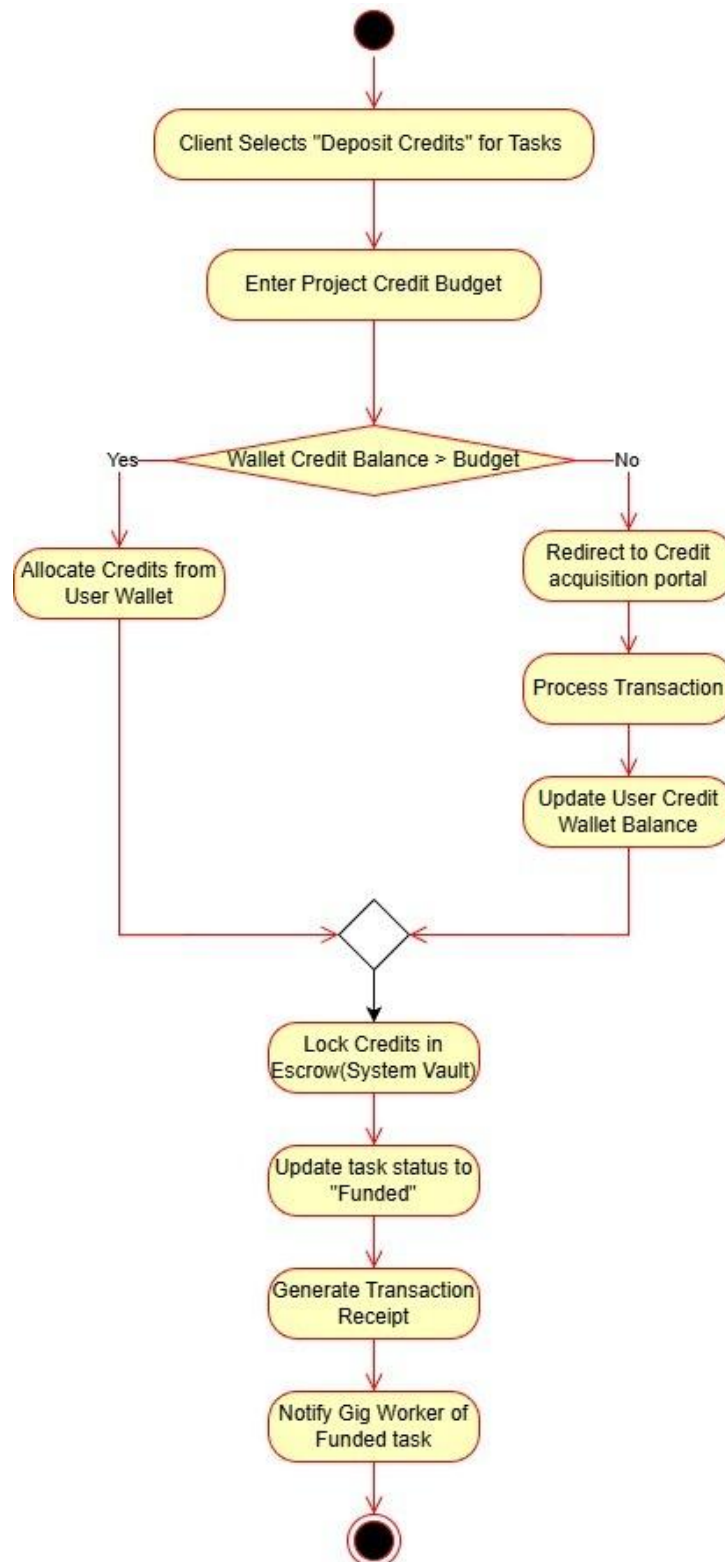 Client Selects "Deposit Credits" for Tasks
Enter Project Credit Budget
Wallet Credit Balance > Budget
Yes
No
Allocate Credits from
User Wallet
Redirect to Credit
acquisition portal
Process Transaction
Update User Credit
Wallet Balance
Lock Credits in
Escrow(System Vault)
Update task status to
"Funded"
Generate Transaction
Receipt
Notify Gig Worker of
Funded task